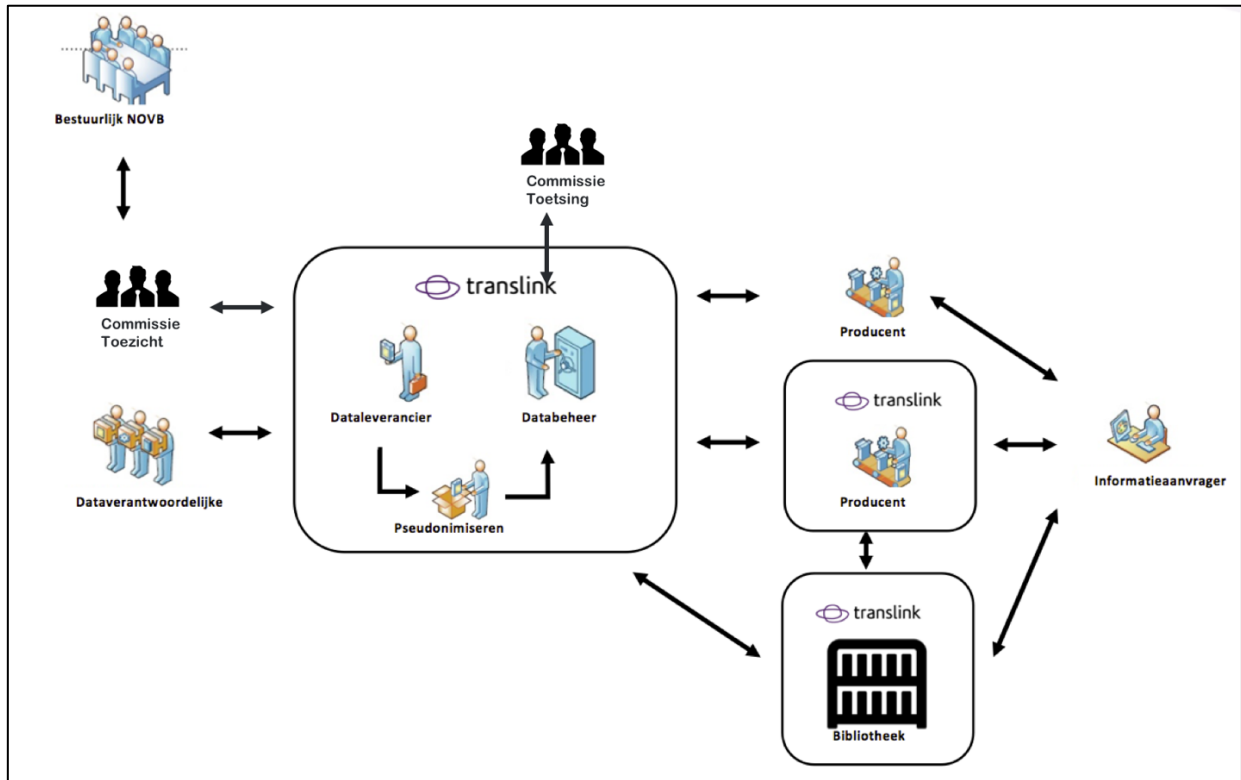 Bestuurlijk NOVB
Commissie
Toetsing
Commissie
Toezicht
translink
Dataleverancier
Databeheer
Pseudonimiseren
Dataverantwoordelijke
Producent
translink
Producent
Informatieaanvrager
translink
Bibliotheek